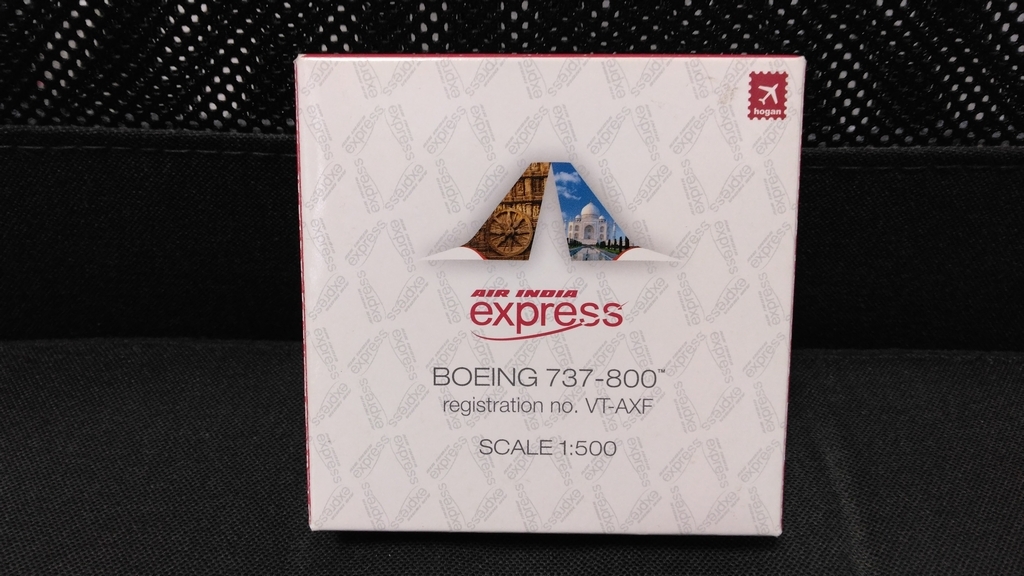 hogan
AIR INDIA
express
BOEING 737-800™
registration no. VT-AXF
SCALE 1:500